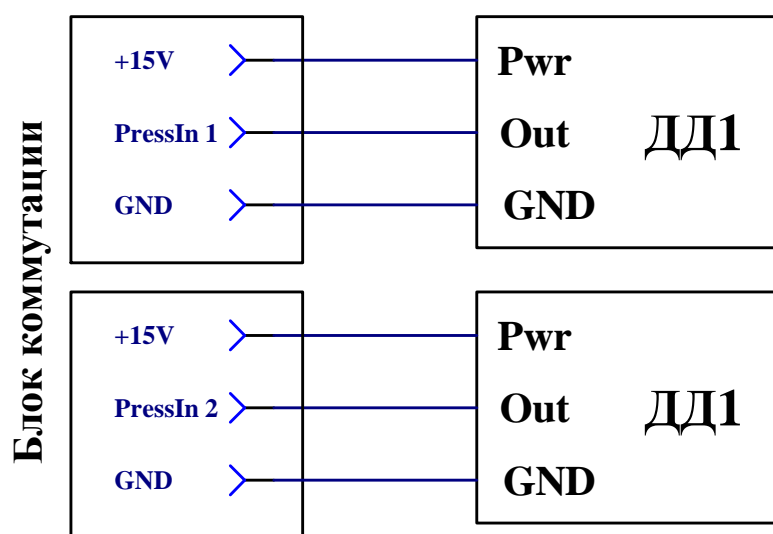 Блок коммутации
+15V
PressIn 1
GND
Pwr
Out
GND
ДД1
+15V
PressIn 2
GND
Pwr
Out
GND
ДД1